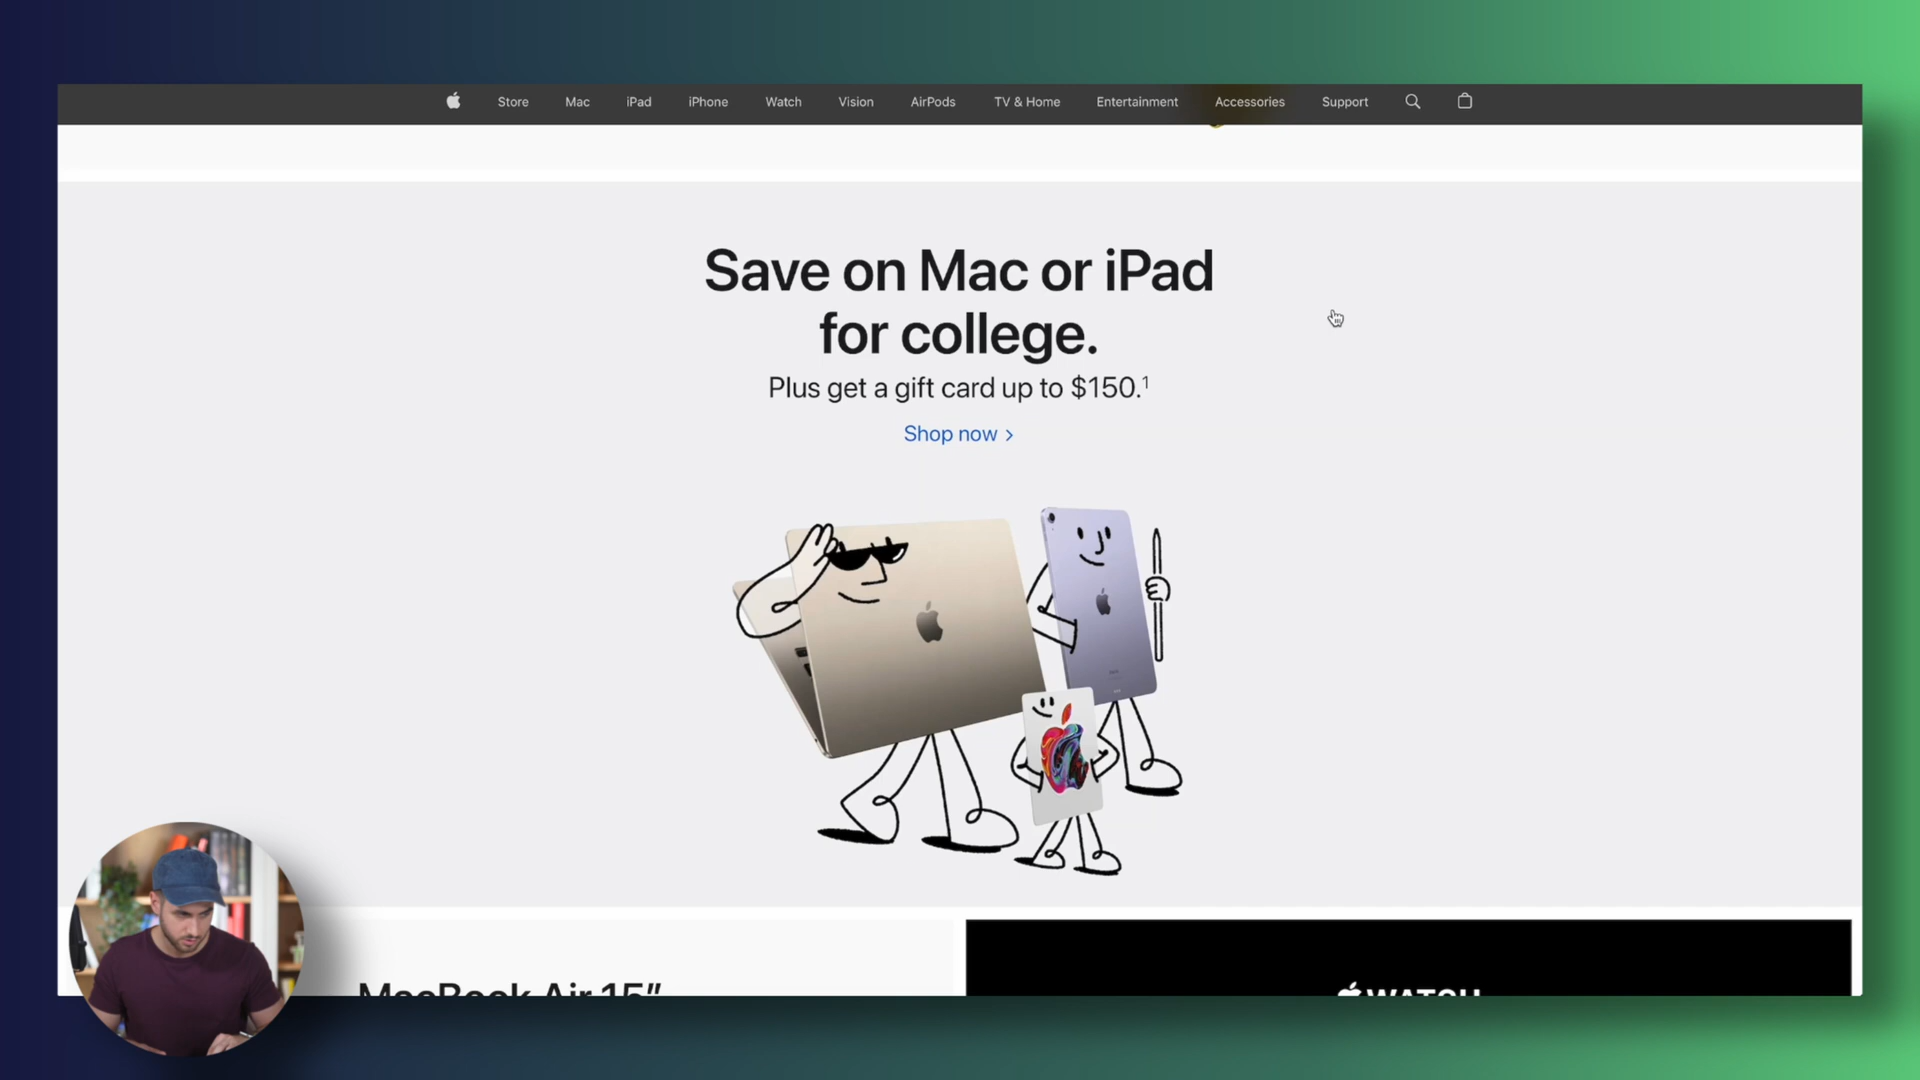 Store Mac iPad iPhone Watch Vision AirPods TV & Home Entertainment Accessories Support
Save on Mac or iPad
for college.
Plus get a gift card up to $150.1
Shop now >
MacBook Air 15”
WATCH